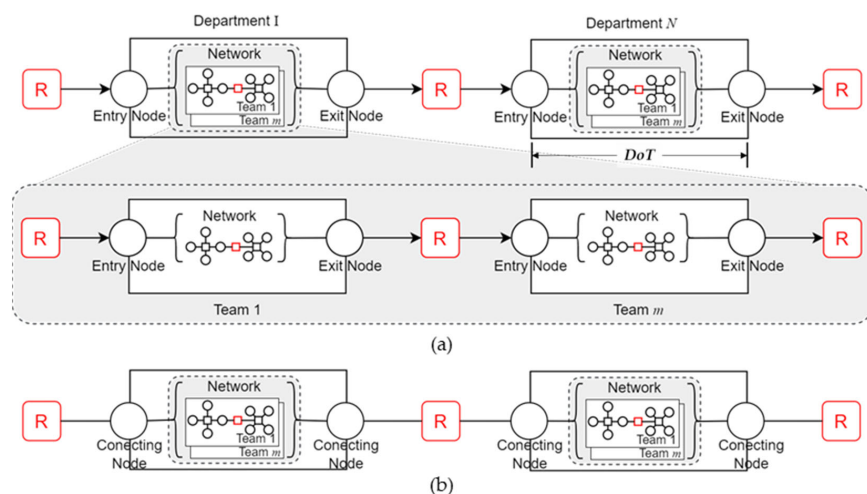 Department I
Department N
R
Network
Team 1
Team m
Entry Node
Exit Node
R
Network
Team 1
Team m
Entry Node
Exit Node
R
DoT
R
Network
Entry Node
Exit Node
Team 1
R
Network
Entry Node
Exit Node
Team m
R
(a)
R
Network
Team 1
Team m
Conecting
Node
Conecting
Node
R
Network
Team 1
Team m
Conecting
Node
Conecting
Node
R
(b)